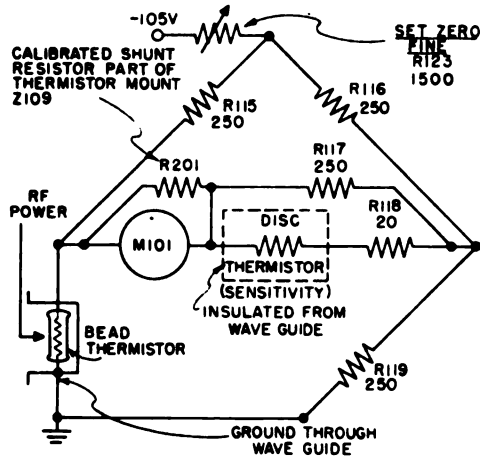 -105V
SET ZERO
FINE
R123
1500
CALIBRATED SHUNT
RESISTOR PART OF
THERMISTOR MOUNT
Z109
R115
250
R116
250
R201
R117
250
RF
POWER
M101
DISC
THERMISTOR
(SENSITIVITY)
INSULATED FROM
WAVE GUIDE
R118
20
BEAD
THERMISTOR
R119
250
GROUND THROUGH
WAVE GUIDE